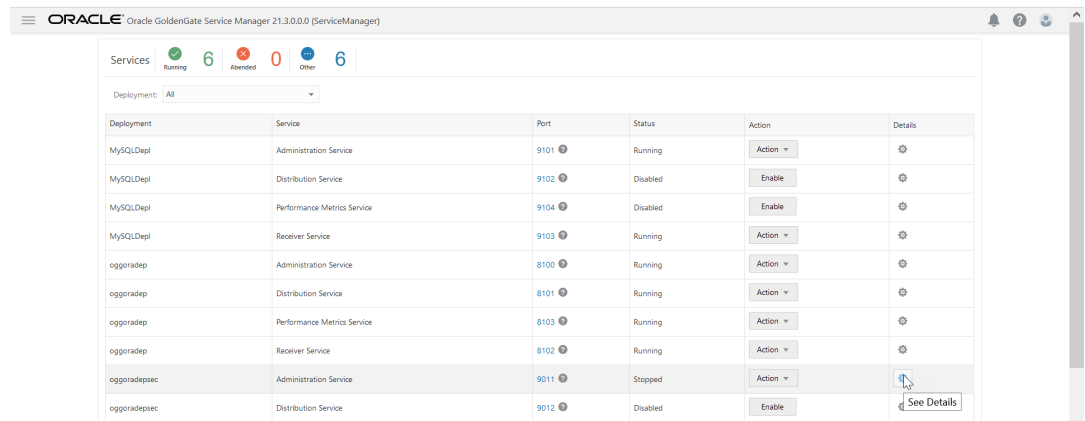 ORACLE Oracle GoldenGate Service Manager 21.3.0.0.0 (ServiceManager)
Services Running 6 Abended 0 Other 6
Deployment: All
Deployment Service Port Status Action Details
MySQLDepl Administration Service 9101 Running Action
MySQLDepl Distribution Service 9102 Disabled Enable
MySQLDepl Performance Metrics Service 9104 Disabled Enable
MySQLDepl Receiver Service 9103 Running Action
oggoradep Administration Service 8100 Running Action
oggoradep Distribution Service 8101 Running Action
oggoradep Performance Metrics Service 8103 Running Action
oggoradep Receiver Service 8102 Running Action
oggoradepsec Administration Service 9011 Stopped Action
See Details
oggoradepsec Distribution Service 9012 Disabled Enable